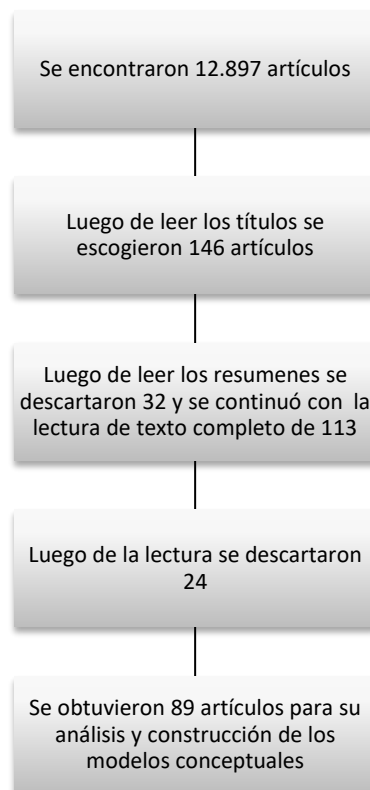 Se encontraron 12.897 artículos
Luego de leer los títulos se
escogieron 146 artículos
Luego de leer los resumenes se
descartaron 32 y se continuó con la
lectura de texto completo de 113
Luego de la lectura se descartaron
24
Se obtuvieron 89 artículos para su
análisis y construcción de los
modelos conceptuales